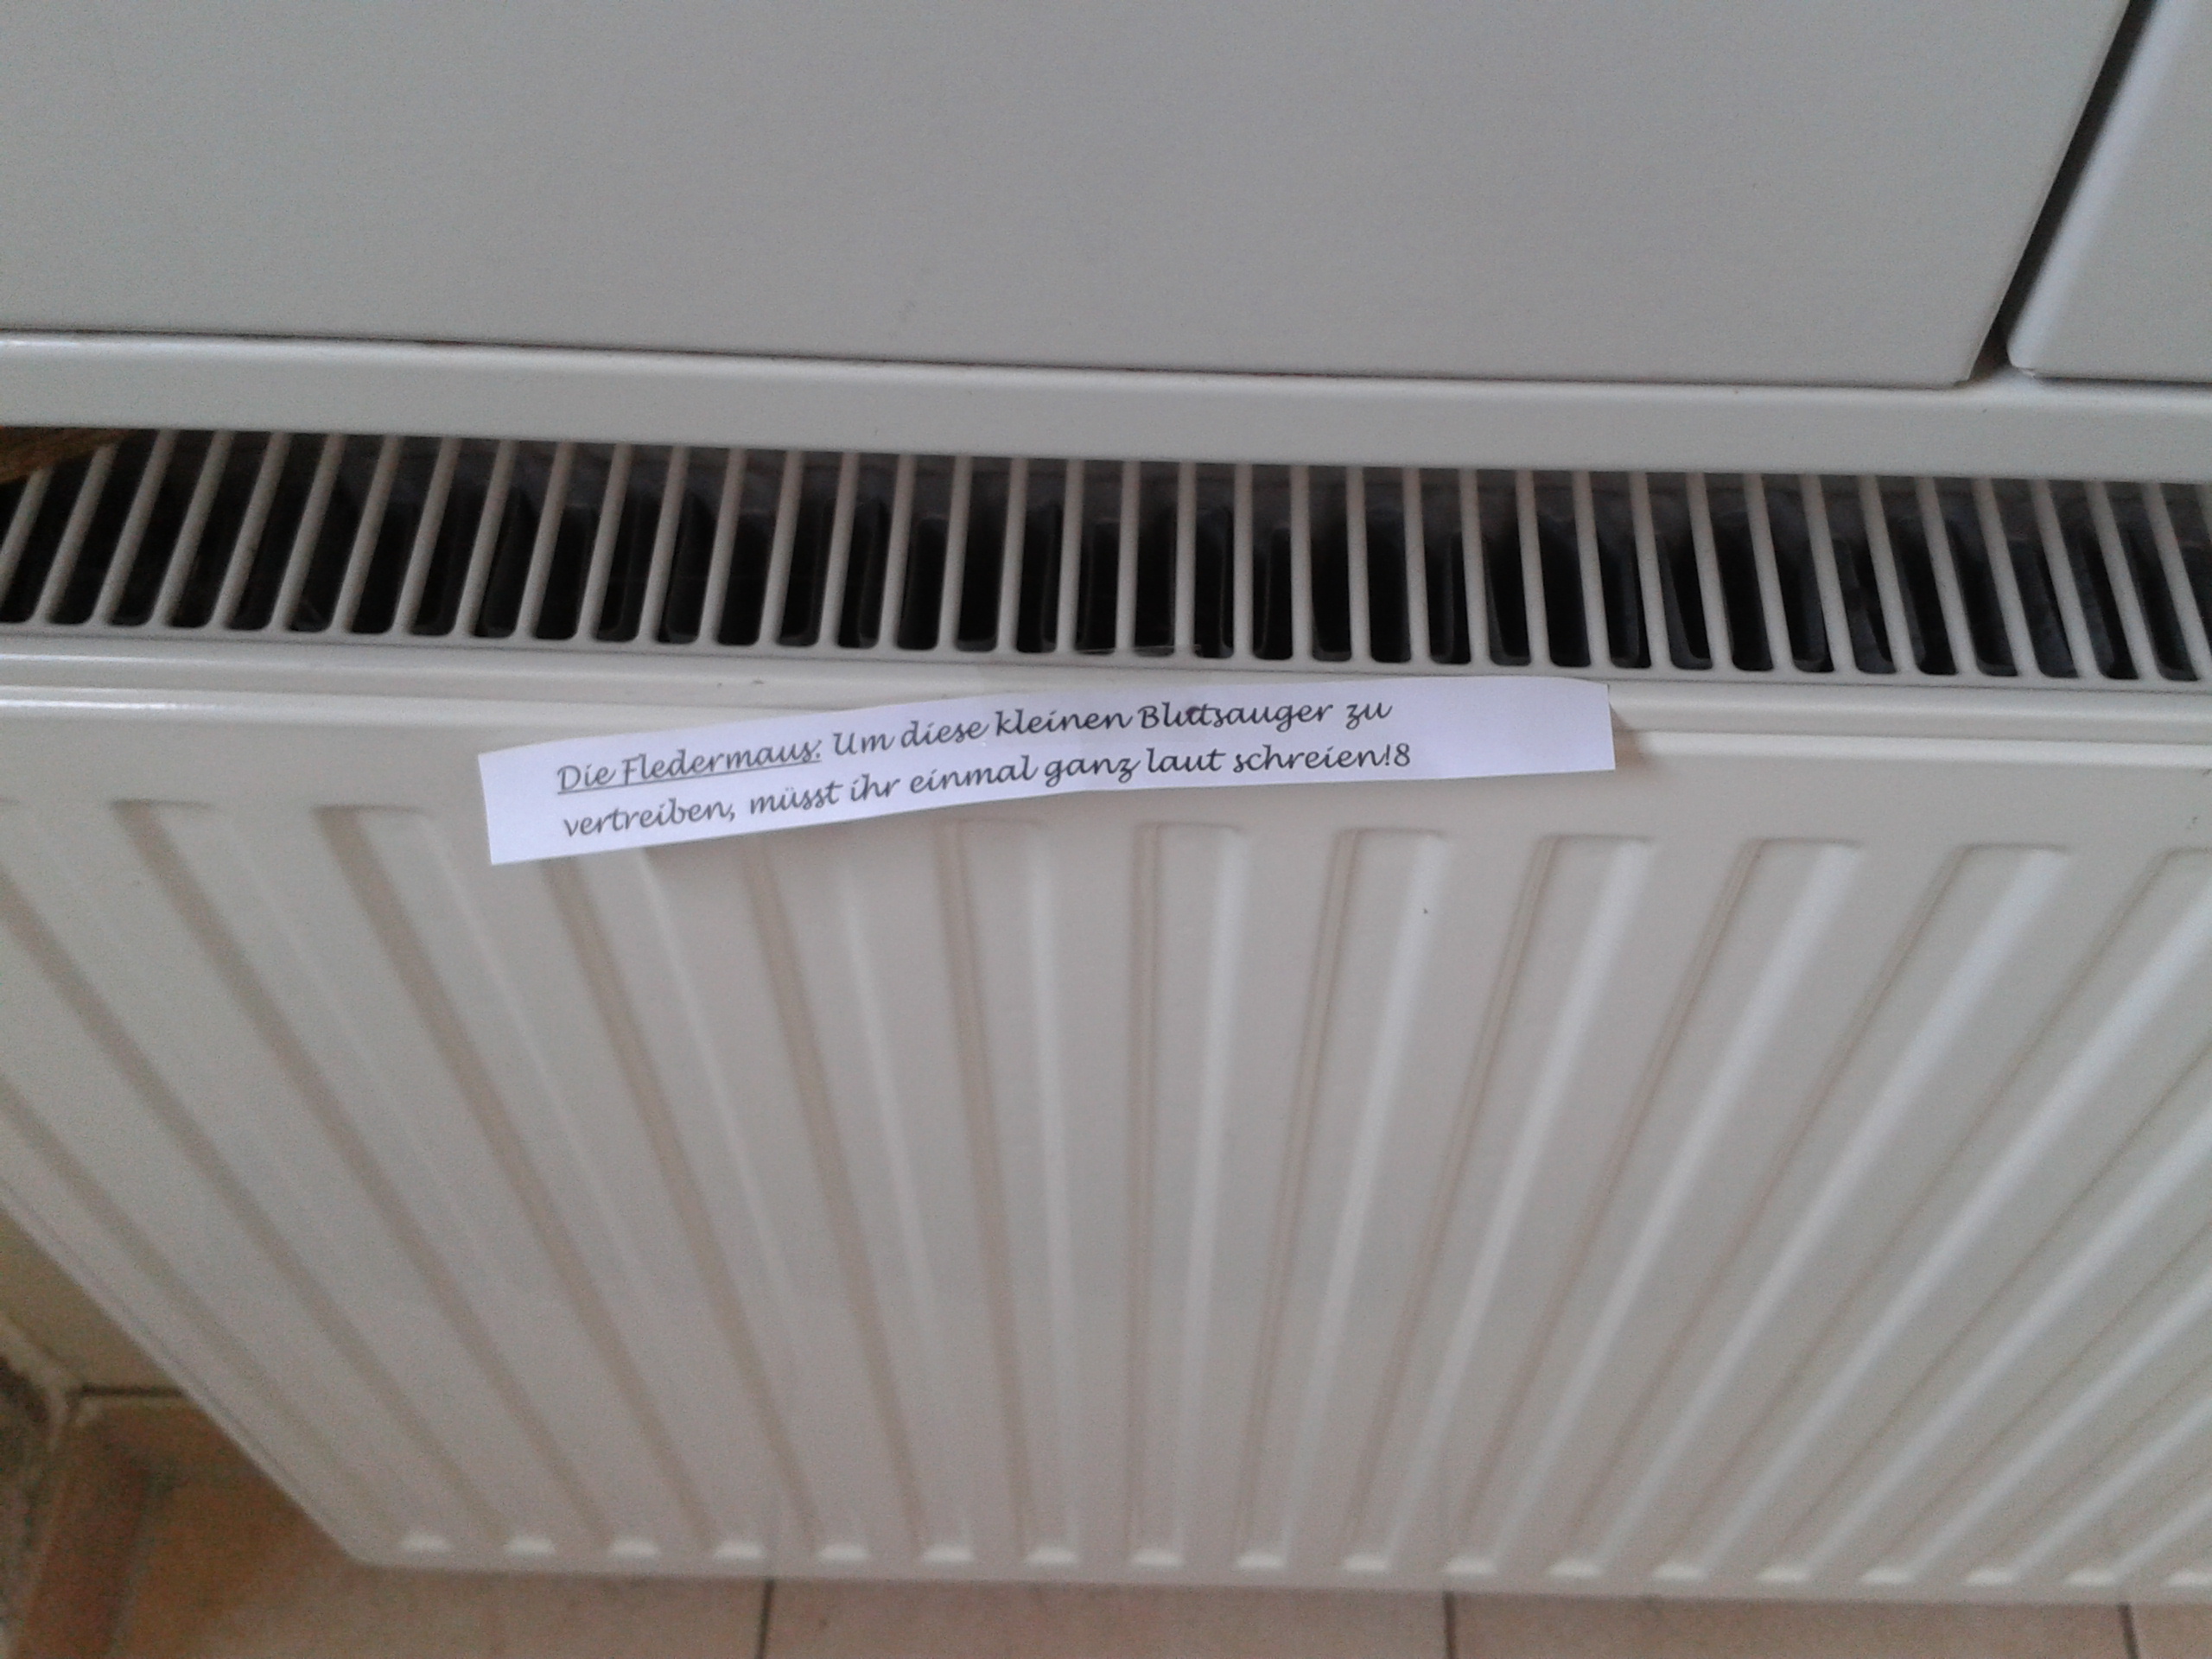 Die Fledermaus: Um diese kleinen Blutsauger zu
vertreiben, müsst ihr einmal ganz laut schreien!8